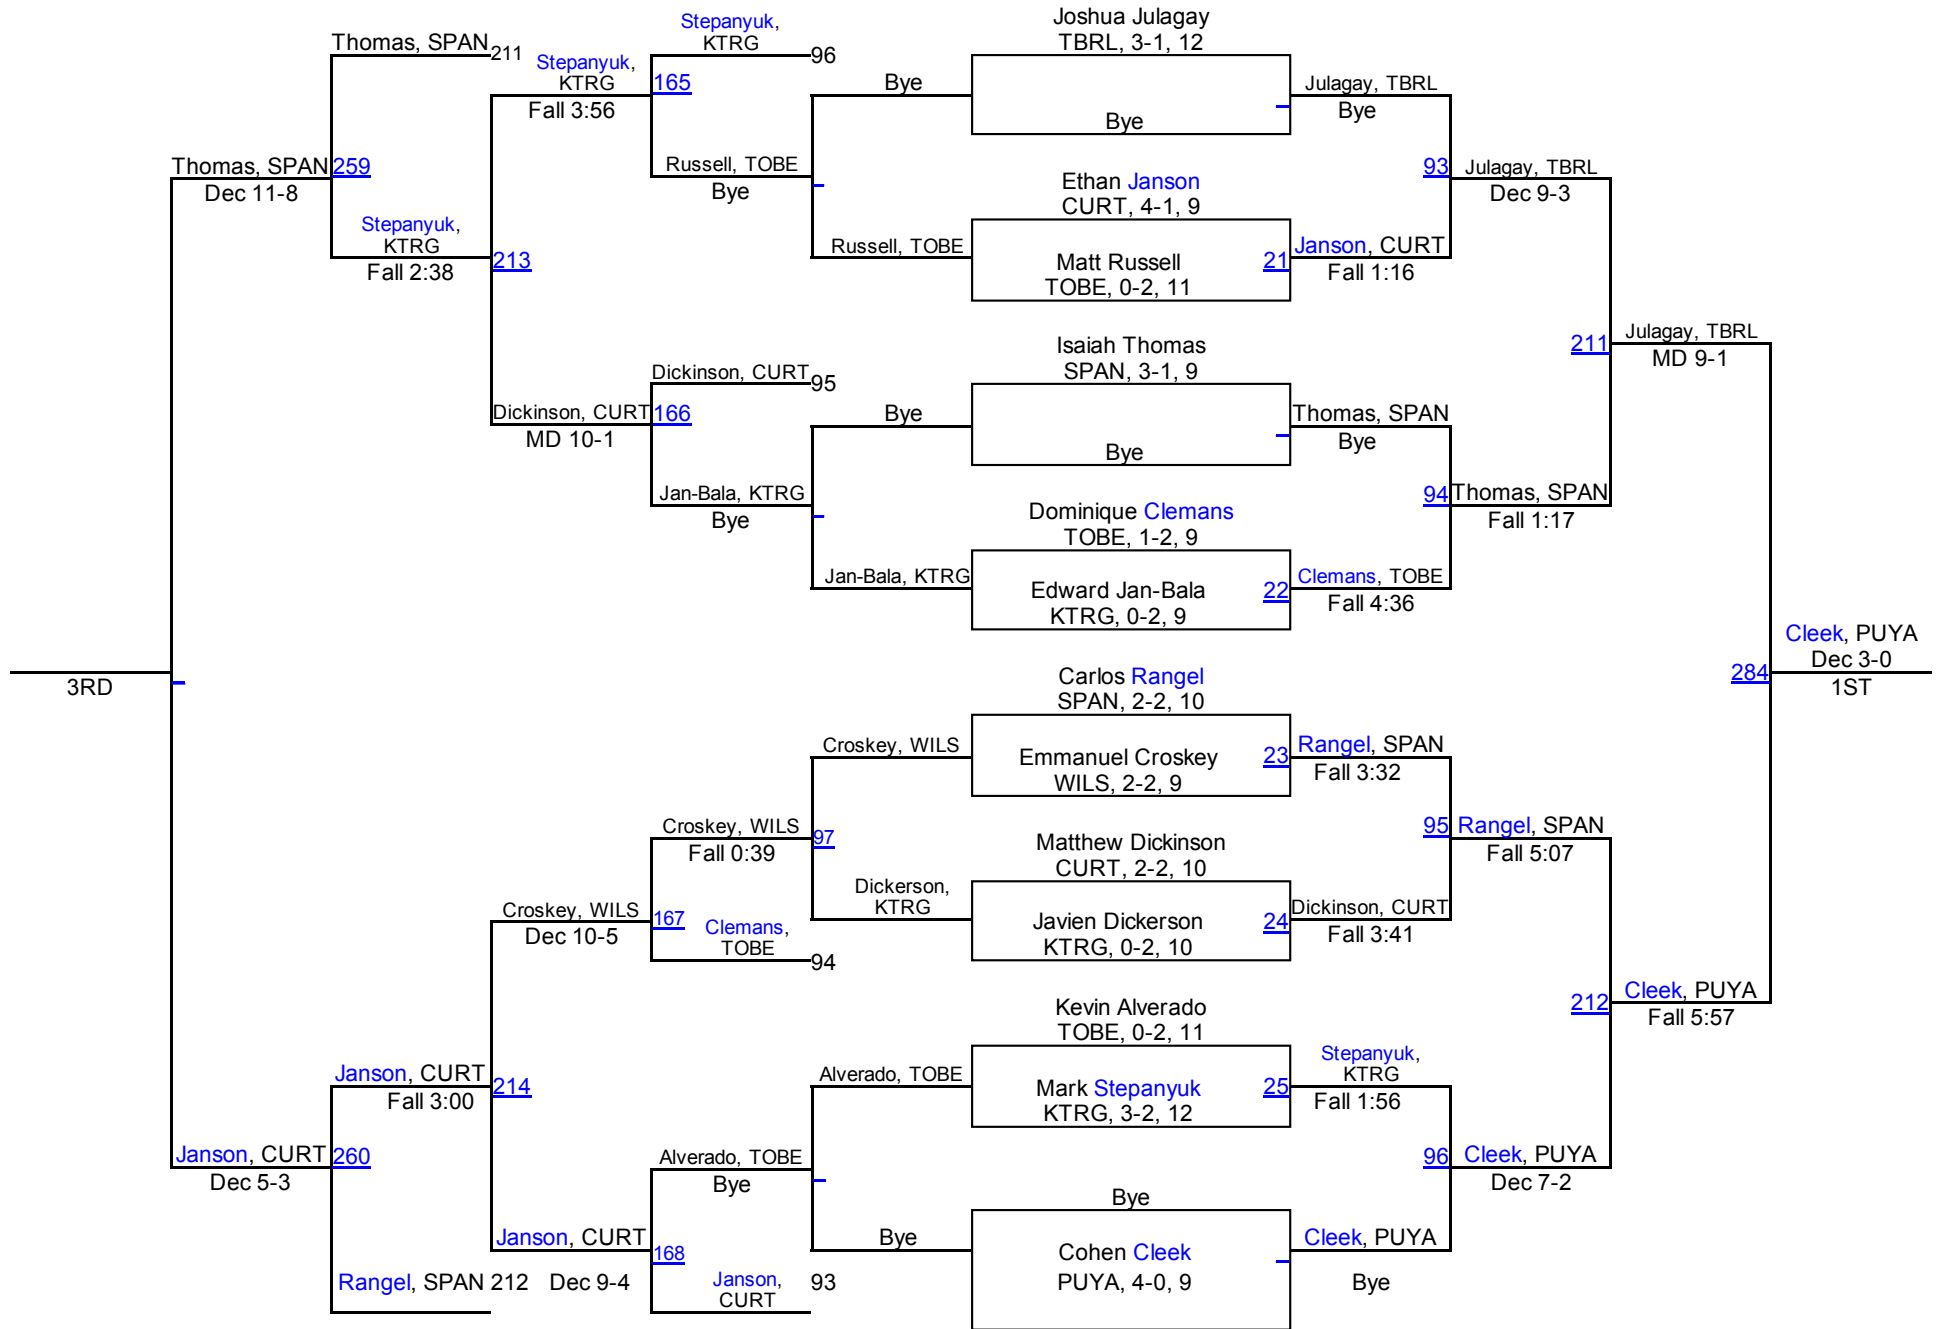 Thomas, SPAN
211
Stepanyuk,
KTRG
Fall 3:56
Stepanyuk,
KTRG
96
165
Bye
Joshua Julagay
TBRL, 3-1, 12
Bye
Julagay, TBRL
Bye
Thomas, SPAN
259
Dec 11-8
Russell, TOBE
Bye
Ethan Janson
CURT, 4-1, 9
93
Julagay, TBRL
Dec 9-3
Stepanyuk,
KTRG
Fall 2:38
213
Russell, TOBE
Matt Russell
TOBE, 0-2, 11
21
Janson, CURT
Fall 1:16
Isaiah Thomas
SPAN, 3-1, 9
211
Julagay, TBRL
MD 9-1
Dickinson, CURT
95
Dickinson, CURT
166
MD 10-1
Bye
Bye
Thomas, SPAN
Bye
Jan-Bala, KTRG
Bye
Dominique Clemans
TOBE, 1-2, 9
94
Thomas, SPAN
Fall 1:17
Jan-Bala, KTRG
Edward Jan-Bala
KTRG, 0-2, 9
22
Clemans, TOBE
Fall 4:36
3RD
Carlos Rangel
SPAN, 2-2, 10
284
Cleek, PUYA
Dec 3-0
1ST
Croskey, WILS
Emmanuel Croskey
WILS, 2-2, 9
23
Rangel, SPAN
Fall 3:32
Croskey, WILS
Fall 0:39
97
Matthew Dickinson
CURT, 2-2, 10
95
Rangel, SPAN
Fall 5:07
Croskey, WILS
Dec 10-5
167
Clemans,
TOBE
94
Dickerson,
KTRG
Javien Dickerson
KTRG, 0-2, 10
24
Dickinson, CURT
Fall 3:41
Kevin Alverado
TOBE, 0-2, 11
212
Cleek, PUYA
Fall 5:57
Janson, CURT
Fall 3:00
214
Alverado, TOBE
Mark Stepanyuk
KTRG, 3-2, 12
25
Stepanyuk,
KTRG
Fall 1:56
Janson, CURT
260
Dec 5-3
Alverado, TOBE
Bye
Bye
96
Cleek, PUYA
Dec 7-2
Janson, CURT
168
Bye
Cohen Cleek
PUYA, 4-0, 9
Cleek, PUYA
Bye
Rangel, SPAN
212
Dec 9-4
Janson,
CURT
93